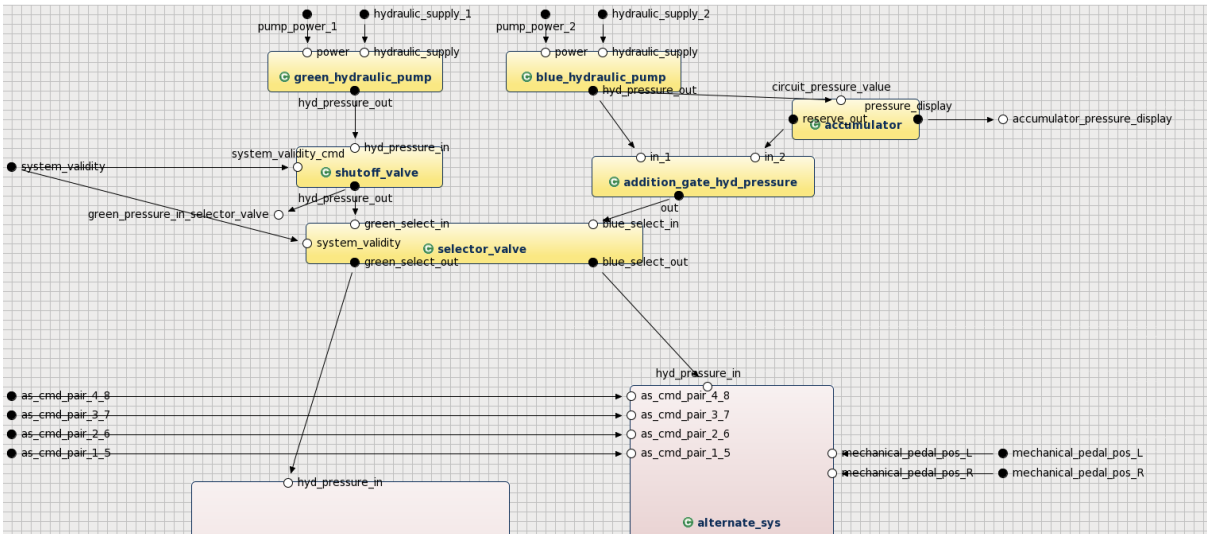 hydraulic_supply_1
hydraulic_supply_2
pump_power_1
pump_power_2
power
hydraulic_supply
power
hydraulic_supply
green_hydraulic_pump
blue_hydraulic_pump
circuit_pressure_value
hyd_pressure_out
hyd_pressure_out
pressure_display
reserve_out
accumulator
accumulator_pressure_display
system_validity_cmd
hyd_pressure_in
in_1
in_2
system_validity
shutoff_valve
addition_gate_hyd_pressure
hyd_pressure_out
out
green_pressure_in_selector_valve
green_select_in
blue_select_in
system_validity
selector_valve
green_select_out
blue_select_out
hyd_pressure_in
as_cmd_pair_4_8
as_cmd_pair_4_8
as_cmd_pair_3_7
as_cmd_pair_3_7
as_cmd_pair_2_6
as_cmd_pair_2_6
as_cmd_pair_1_5
as_cmd_pair_1_5
mechanical_pedal_pos_L
mechanical_pedal_pos_L
mechanical_pedal_pos_R
mechanical_pedal_pos_R
hyd_pressure_in
alternate_sys